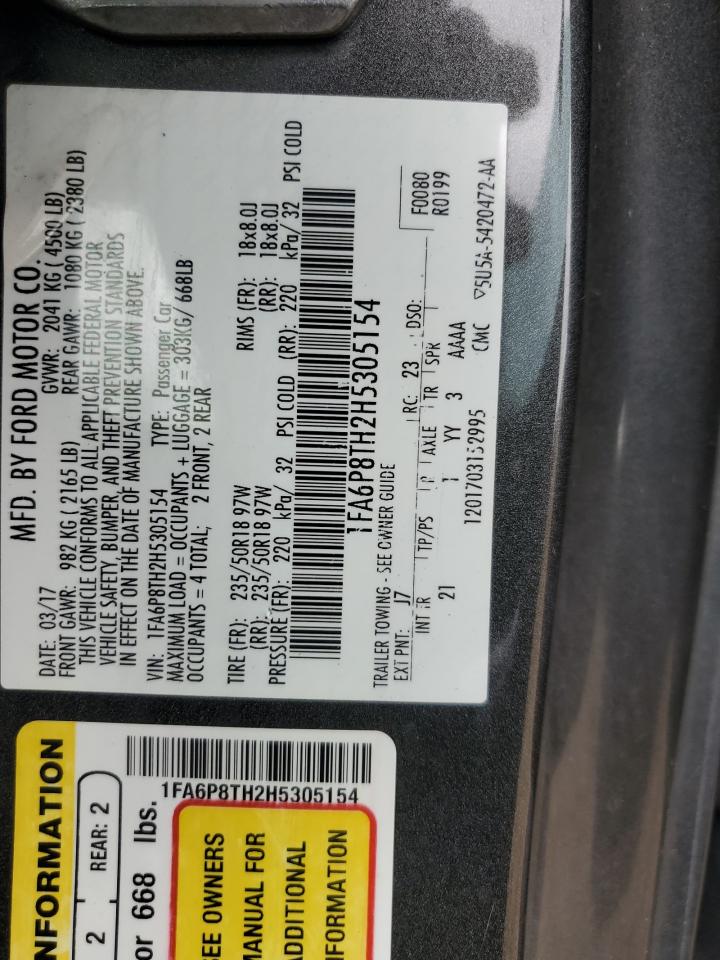 MFD. BY FORD MOTOR CO.
DATE: 03/17 GVWR: 2041 KG ( 4500 LB)
FRONT GAWR: 982 KG ( 2165 LB) REAR GAWR: 1080 KG ( 2380 LB)
THIS VEHICLE CONFORMS TO ALL APPLICABLE FEDERAL MOTOR
VEHICLE SAFETY, BUMPER, AND THEFT PREVENTION STANDARDS
IN EFFECT ON THE DATE OF MANUFACTURE SHOWN ABOVE.
VIN: 1FA6P8TH2H5305154 TYPE: Passenger Car
MAXIMUM LOAD = OCCUPANTS + LUGGAGE = 303KG/ 668LB
OCCUPANTS = 4 TOTAL; 2 FRONT, 2 REAR
TIRE (FR): 235/50R18 97W RIMS (FR): 18x8.0J
(RR): 235/50R18 97W (RR): 18x8.0J
PRESSURE (FR): 220 kPa/ 32 PSI COLD (RR): 220 kPa/ 32 PSI COLD
1FA6P8TH2H5305154
TRAILER TOWING - SEE OWNER GUIDE
EXT PNT: J7 RC: 23 DSO: F0080
R0199
INT TR TP/PS R AXLE TR SPR
21 1 YY 3 AAAA
1201703152995 CMC ▽5U5A-5420472-AA
NFORMATION
2 REAR: 2
or 668 lbs.
1FA6P8TH2H5305154
SEE OWNERS
MANUAL FOR
ADDITIONAL
INFORMATION